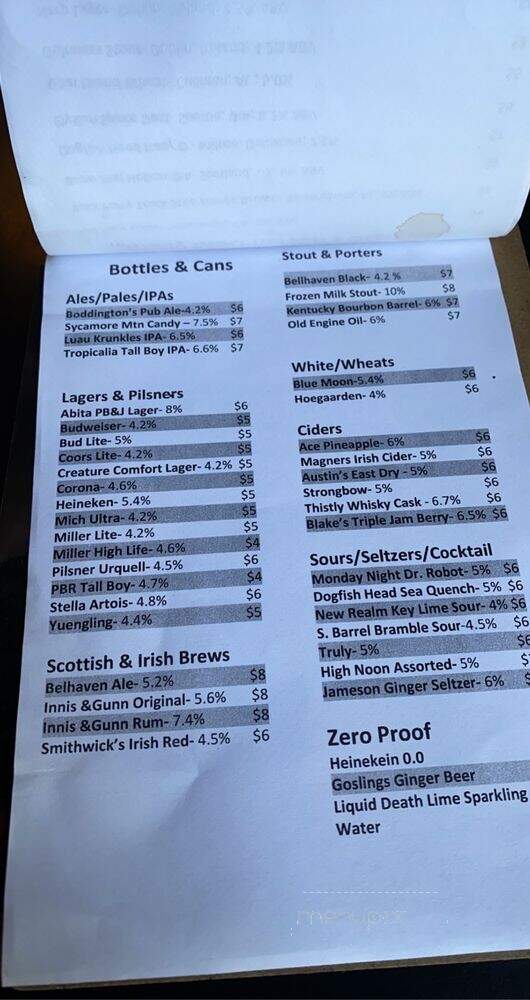 Bottles & Cans
Ales/Pales/IPAs
Boddington's Pub Ale-4.2% $6
Sycamore Mtn Candy – 7.5% $7
Luau Krunkles IPA- 6.5% $6
Tropicalia Tall Boy IPA- 6.6% $7
Lagers & Pilsners
Abita PB&J Lager- 8% $6
Budweiser- 4.2% $5
Bud Lite- 5% $5
Coors Lite- 4.2% $5
Creature Comfort Lager- 4.2% $5
Corona- 4.6% $5
Heineken- 5.4% $5
Mich Ultra- 4.2% $5
Miller Lite- 4.2% $5
Miller High Life- 4.6% $4
Pilsner Urquell- 4.5% $6
PBR Tall Boy- 4.7% $4
Stella Artois- 4.8% $6
Yuengling- 4.4% $5
Scottish & Irish Brews
Belhaven Ale- 5.2% $8
Innis &Gunn Original- 5.6% $8
Innis &Gunn Rum- 7.4% $8
Smithwick's Irish Red- 4.5% $6
Stout & Porters
Bellhaven Black- 4.2 % $7
Frozen Milk Stout- 10% $8
Kentucky Bourbon Barrel- 6% $7
Old Engine Oil- 6% $7
White/Wheats
Blue Moon-5.4% $6
Hoegaarden- 4% $6
Ciders
Ace Pineapple- 6% $6
Magners Irish Cider- 5% $6
Austin's East Dry - 5% $6
Strongbow- 5% $6
Thistly Whisky Cask - 6.7% $6
Blake's Triple Jam Berry- 6.5% $6
Sours/Seltzers/Cocktail
Monday Night Dr. Robot- 5% $6
Dogfish Head Sea Quench- 5% $6
New Realm Key Lime Sour- 4% $6
S. Barrel Bramble Sour-4.5% $6
Truly- 5%
High Noon Assorted- 5%
Jameson Ginger Seltzer- 6%
Zero Proof
Heinekein 0.0
Goslings Ginger Beer
Liquid Death Lime Sparkling
Water
menupix